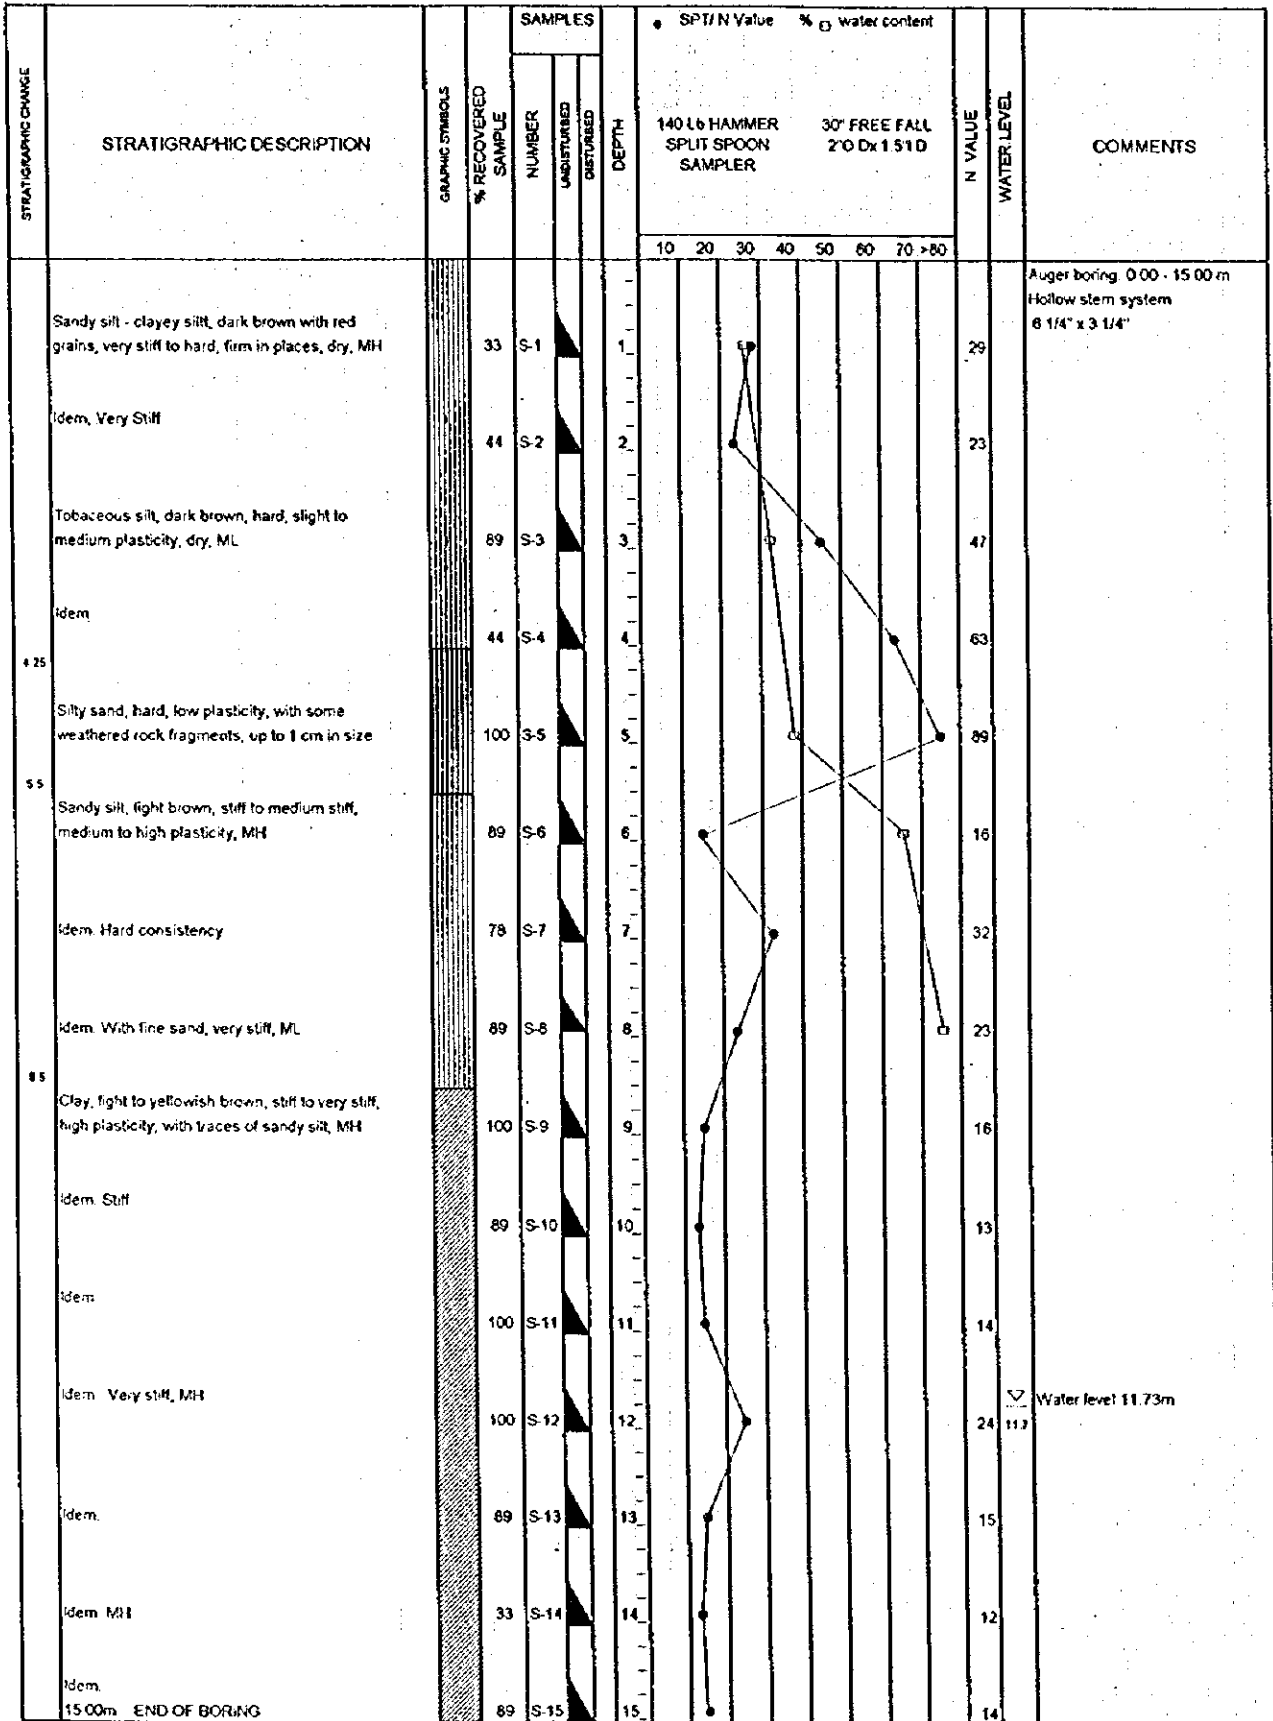 SAMPLES
● SPT/ N Value % □ water content
STRATIGRAPHIC CHANGE
STRATIGRAPHIC DESCRIPTION
GRAPHIC SYMBOLS
% RECOVERED SAMPLE
NUMBER
UNDISTURBED
DISTURBED
DEPTH
140 Lb HAMMER 30" FREE FALL
SPLIT SPOON 2"O Dx 1.5"I D
SAMPLER
N VALUE
WATER LEVEL
COMMENTS
10 20 30 40 50 60 70 >80
Auger boring. 0.00 - 15 00 m
Hollow stem system
6 1/4" x 3 1/4"
Sandy silt - clayey siltt, dark brown with red
grains, very stiff to hard, firm in places, dry, MH 33 S-1 1 29
Idem, Very Stiff
44 S-2 2 23
Tobaceous silt, dark brown, hard, slight to
medium plasticity, dry, ML 89 S-3 3 47
Idem
44 S-4 4 63
4 25
Silty sand, hard, low plasticity, with some
weathered rock fragments, up to 1 cm in size 100 S-5 5 89
5 5
Sandy silt, light brown, stiff to medium stiff,
medium to high plasticity, MH 89 S-6 6 16
Idem. Hard consistency 78 S-7 7 32
Idem. With fine sand, very stiff, ML 89 S-8 8 23
8 5
Clay, light to yellowish brown, stiff to very stiff,
high plasticity, with traces of sandy silt, MH 100 S-9 9 16
Idem. Stiff
89 S-10 10 13
Idem
100 S-11 11 14
Idem Very stiff, MH
Water level 11.73m
100 S-12 12 24 11.7
Idem. 89 S-13 13 15
Idem MH 33 S-14 14 12
Idem.
15 00m END OF BORING 89 S-15 15 14